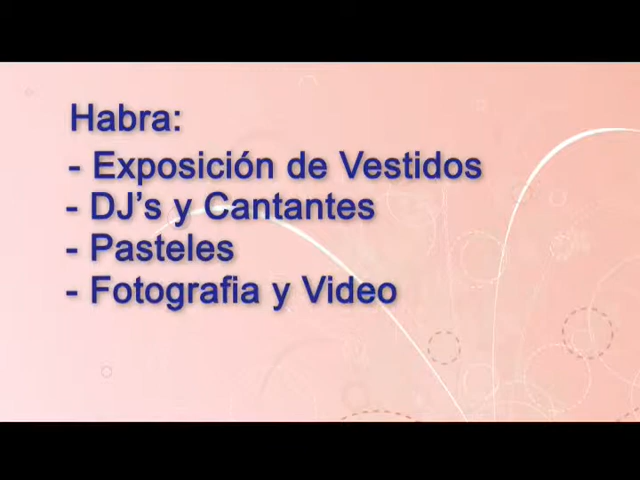 Habra:
- Exposición de Vestidos
- DJ's y Cantantes
- Pasteles
- Fotografia y Video